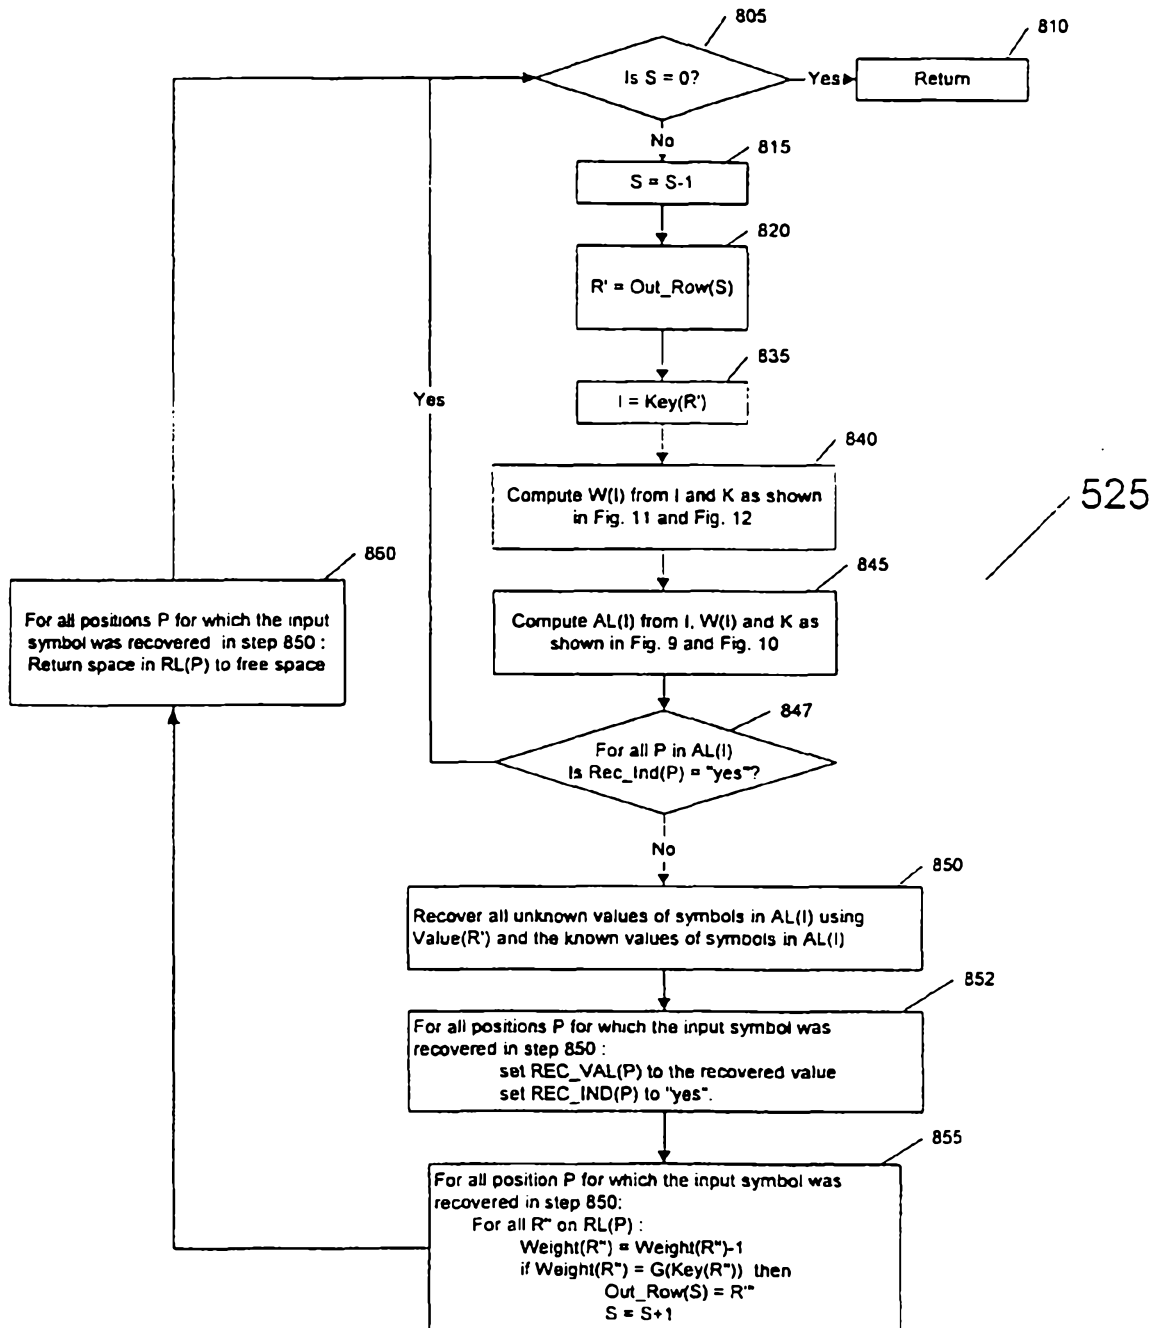 805
Is S = 0?
Yes
810
Return
No
815
S = S-1
820
R' = Out_Row(S)
835
I = Key(R')
Yes
840
Compute W(I) from I and K as shown
in Fig. 11 and Fig. 12
525
845
Compute AL(I) from I, W(I) and K as
shown in Fig. 9 and Fig. 10
860
For all positions P for which the input
symbol was recovered in step 850 :
Return space in RL(P) to free space
847
For all P in AL(I)
Is Rec_Ind(P) = "yes"?
No
850
Recover all unknown values of symbols in AL(I) using
Value(R') and the known values of symbols in AL(I)
852
For all positions P for which the input symbol was
recovered in step 850 :
set REC_VAL(P) to the recovered value
set REC_IND(P) to "yes".
855
For all position P for which the input symbol was
recovered in step 850:
For all R" on RL(P) :
Weight(R") = Weight(R")-1
if Weight(R") = G(Key(R")) then
Out_Row(S) = R"
S = S+1